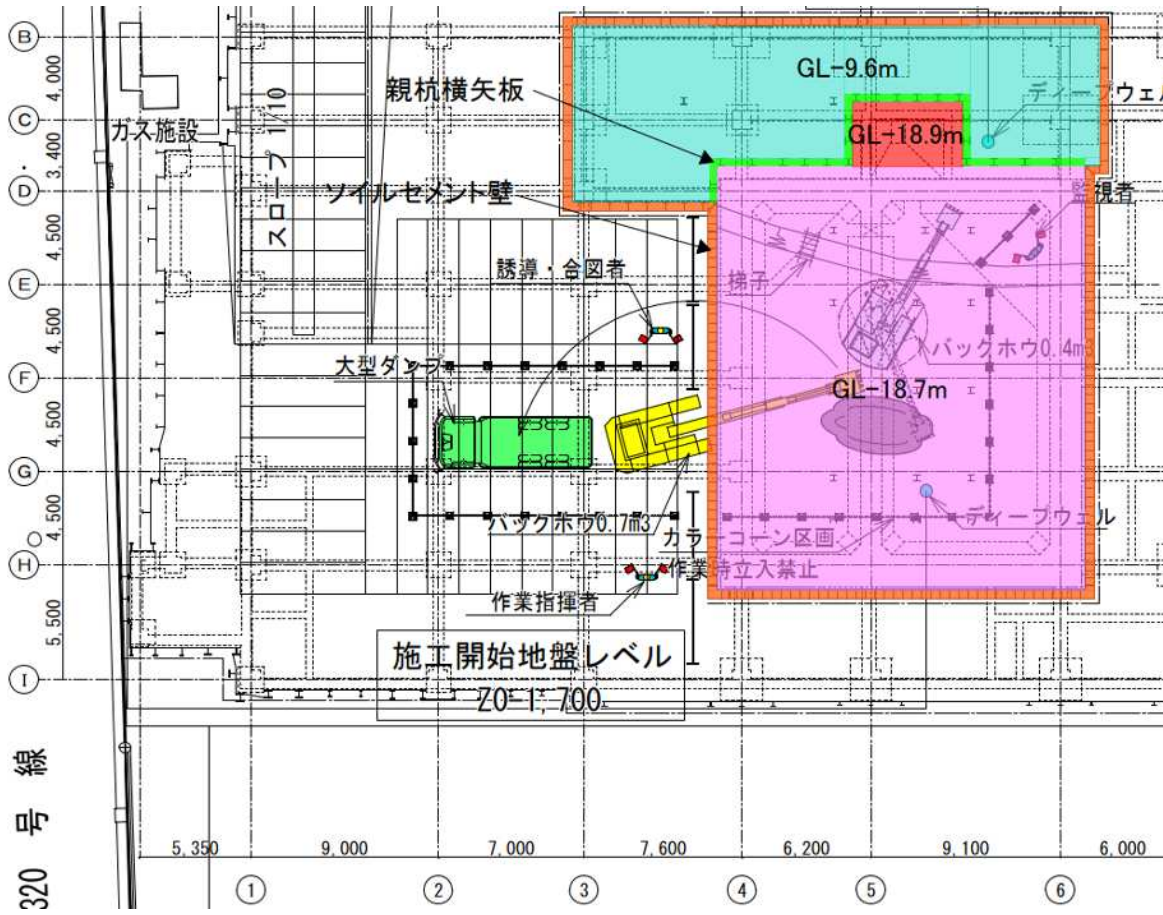 B
4,000
C
3,400
D
4,500
E
4,500
F
4,500
G
4,500
H
5,500
I
ガス施設
スロープ 1/10
親杭横矢板
ソイルセメント壁
GL-9.6m
GL-18.9m
ディープウェル
監視者
誘導・合図者
梯子
大型ダンプ
バックホウ0.4m3
GL-18.7m
バックホウ0.7m3
ディープウェル
カラーコーン区画
作業時立入禁止
作業指揮者
施工開始地盤レベル
Z0-1,700
320 号 線
5,350
9,000
7,000
7,600
6,200
9,100
6,000
1
2
3
4
5
6